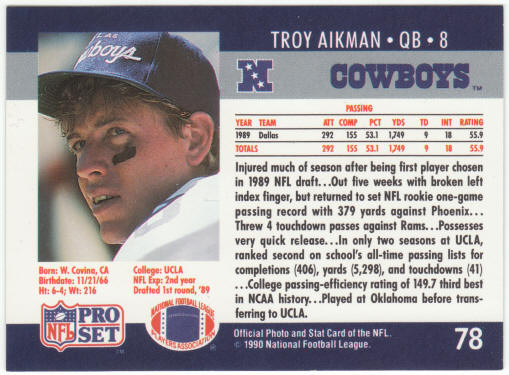 TROY AIKMAN • QB • 8
LAS
Cowboys
N
COWBOYS™
PASSING
YEAR TEAM ATT COMP PCT YDS TD INT RATING
1989 Dallas 292 155 53.1 1,749 9 18 55.9
TOTALS 292 155 53.1 1,749 9 18 55.9
Injured much of season after being first player chosen
in 1989 NFL draft...Out five weeks with broken left
index finger, but returned to set NFL rookie one-game
passing record with 379 yards against Phoenix...
Threw 4 touchdown passes against Rams...Possesses
very quick release...In only two seasons at UCLA,
ranked second on school's all-time passing lists for
completions (406), yards (5,298), and touchdowns (41)
...College passing-efficiency rating of 149.7 third best
in NCAA history...Played at Oklahoma before trans-
ferring to UCLA.
Born: W. Covina, CA
Birthdate: 11/21/66
Ht: 6-4; Wt: 216
College: UCLA
NFL Exp: 2nd year
Drafted 1st round, '89
NFL PRO SET™
NATIONAL FOOTBALL LEAGUE
PLAYERS ASSOCIATION
Official Photo and Stat Card of the NFL.
© 1990 National Football League.
78